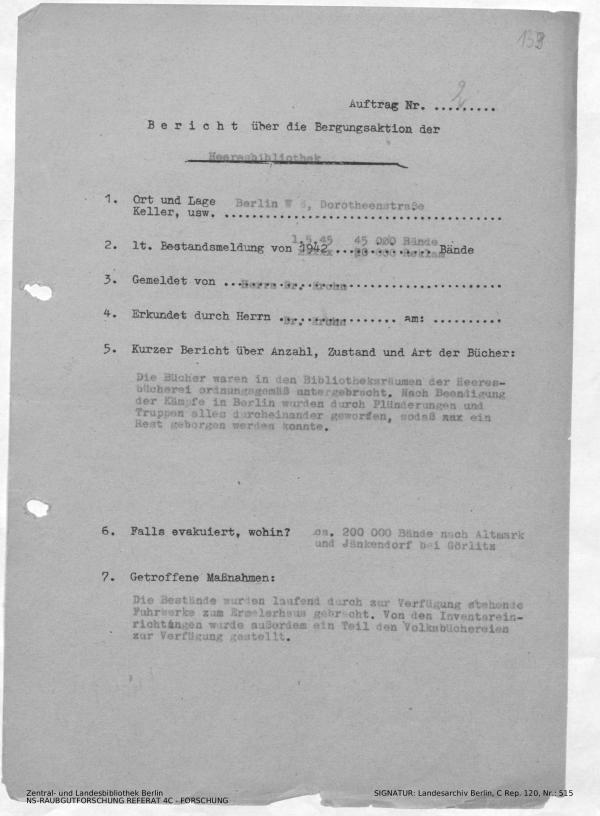 153
Auftrag Nr. 2.........
B e r i c h t über die Bergungsaktion der
Heeresbibliothek
1. Ort und Lage Berlin W 8, Dorotheenstraße
Keller, usw. ........................................
1.5.45 45 000 Bände
2. lt. Bestandsmeldung von 1942 ............. Bände
3. Gemeldet von ... Herrn Dr. Krohn ........................
4. Erkundet durch Herrn . Dr. Krohn ........ am: ..........
5. Kurzer Bericht über Anzahl, Zustand und Art der Bücher:
Die Bücher waren in den Bibliotheksräumen der Heeres-
bücherei ordnungsgemäß untergebracht. Nach Beendigung
der Kämpfe in Berlin wurden durch Plünderungen und
Truppen alles durcheinander geworfen, sodaß nur ein
Rest geborgen werden konnte.
6. Falls evakuiert, wohin? ca. 200 000 Bände nach Altmark
und Jänkendorf bei Görlitz
7. Getroffene Maßnahmen:
Die Bestände wurden laufend durch zur Verfügung stehende
Fuhrwerke zum Ermelerhaus gebracht. Von den Inventarein-
richtungen wurde außerdem ein Teil den Volksbüchereien
zur Verfügung gestellt.
Zentral- und Landesbibliothek Berlin
NS-RAUBGUTFORSCHUNG REFERAT 4C - FORSCHUNG
SIGNATUR: Landesarchiv Berlin, C Rep. 120, Nr.: 515